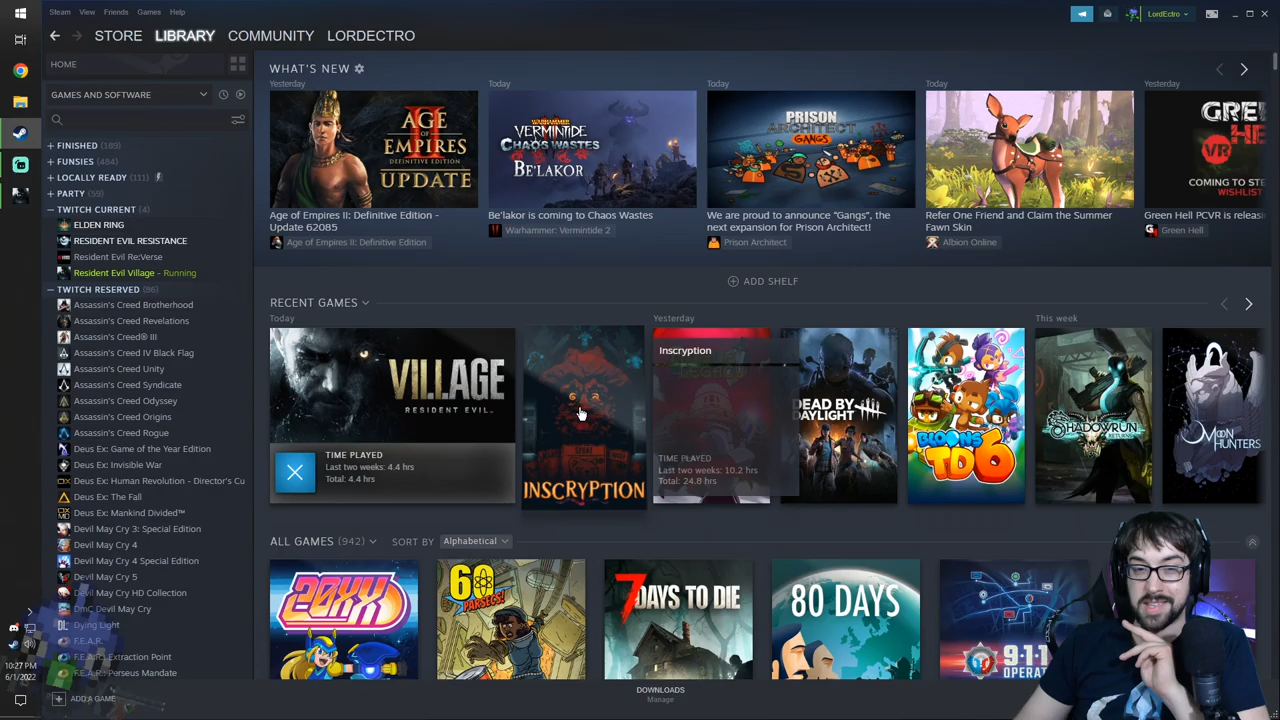 Steam View Friends Games Help
LordEctro
STORE LIBRARY COMMUNITY LORDECTRO
HOME
GAMES AND SOFTWARE
FINISHED (189)
FUNSIES (484)
LOCALLY READY (111)
PARTY (59)
TWITCH CURRENT (4)
ELDEN RING
RESIDENT EVIL RESISTANCE
Resident Evil Re:Verse
Resident Evil Village - Running
TWITCH RESERVED (86)
Assassin's Creed Brotherhood
Assassin's Creed Revelations
Assassin's Creed® III
Assassin's Creed IV Black Flag
Assassin's Creed Unity
Assassin's Creed Syndicate
Assassin's Creed Odyssey
Assassin's Creed Origins
Assassin's Creed Rogue
Deus Ex: Game of the Year Edition
Deus Ex: Invisible War
Deus Ex: Human Revolution - Director's Cu
Deus Ex: The Fall
Deus Ex: Mankind Divided™
Devil May Cry 3: Special Edition
Devil May Cry 4
Devil May Cry 4 Special Edition
Devil May Cry 5
Devil May Cry HD Collection
DmC Devil May Cry
Dying Light
F.E.A.R.
F.E.A.R.: Extraction Point
F.E.A.R.: Perseus Mandate
ADD A GAME
10:27 PM
6/1/2022
WHAT'S NEW
Yesterday
AGE OF
EMPIRES
II
DEFINITIVE EDITION
UPDATE
Age of Empires II: Definitive Edition -
Update 62085
Age of Empires II: Definitive Edition
Today
WARHAMMER
VERMINTIDE
CHAOS WASTES
BE'LAKOR
Be'lakor is coming to Chaos Wastes
Warhammer: Vermintide 2
Today
PRISON
ARCHITECT
GANGS
We are proud to announce "Gangs", the
next expansion for Prison Architect!
Prison Architect
Today
Refer One Friend and Claim the Summer
Fawn Skin
Albion Online
Yesterday
GREE
HE
VR
COMING TO STE
WISHLIST
Green Hell PCVR is releas
Green Hell
ADD SHELF
RECENT GAMES
Today
VILLAGE
RESIDENT EVIL
TIME PLAYED
Last two weeks: 4.4 hrs
Total: 4.4 hrs
INSCRYPTION
Yesterday
Inscryption
TIME PLAYED
Last two weeks: 10.2 hrs
Total: 24.8 hrs
DEAD BY
DAYLIGHT
BLOONS
TD6
This week
SHADOWRUN
RETURNS
MOON
HUNTERS
ALL GAMES (942) SORT BY Alphabetical
20XX
60
PARSECS!
7
DAYS TO DIE
80 DAYS
9-1-1
OPERAT
DOWNLOADS
Manage